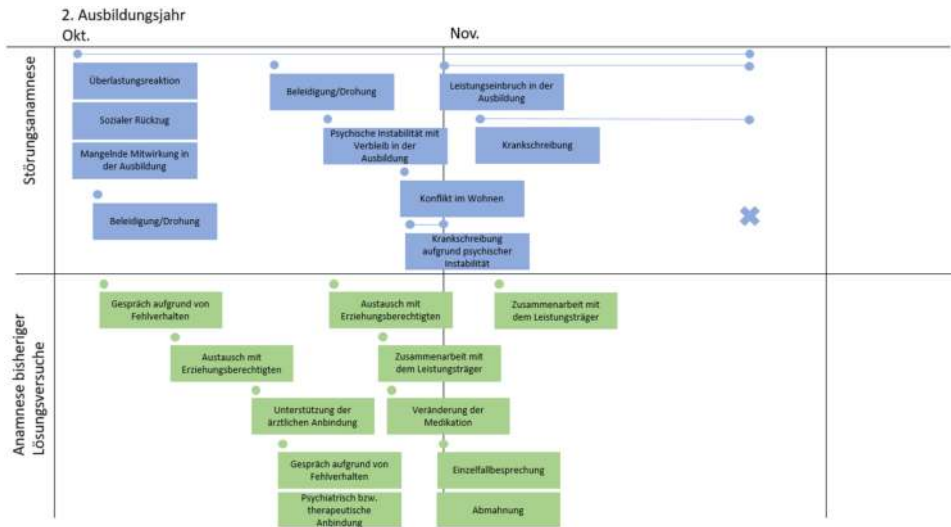 2. Ausbildungsjahr
Okt.
Nov.
Störungsanamnese
Überlastungsreaktion
Sozialer Rückzug
Mangelnde Mitwirkung in
der Ausbildung
Beleidigung/Drohung
Beleidigung/Drohung
Psychische Instabilität mit
Verbleib in der
Ausbildung
Konflikt im Wohnen
Krankschreibung
aufgrund psychischer
Instabilität
Leistungseinbruch in der
Ausbildung
Krankschreibung
Anamnese bisheriger
Lösungsversuche
Gespräch aufgrund von
Fehlverhalten
Austausch mit
Erziehungsberechtigten
Unterstützung der
ärztlichen Anbindung
Gespräch aufgrund von
Fehlverhalten
Psychiatrisch bzw.
therapeutische
Anbindung
Austausch mit
Erziehungsberechtigten
Zusammenarbeit mit
dem Leistungsträger
Veränderung der
Medikation
Einzelfallbesprechung
Abmahnung
Zusammenarbeit mit
dem Leistungsträger